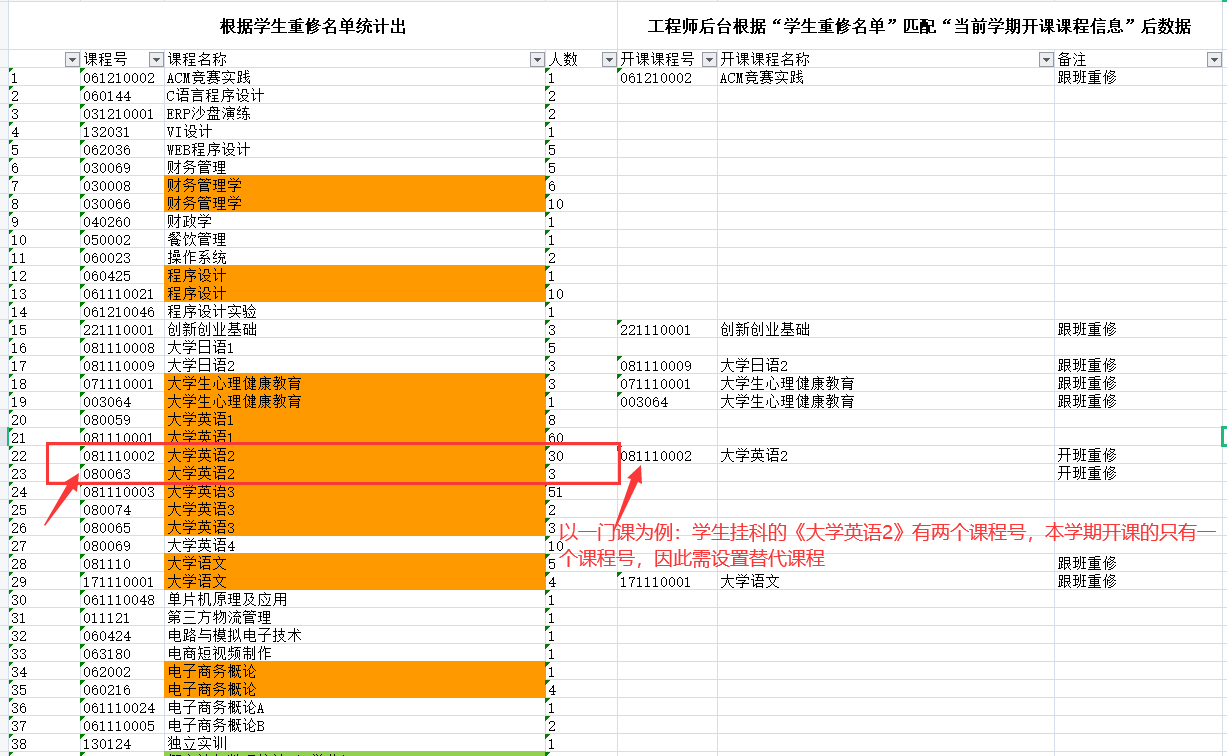 根据学生重修名单统计出 工程师后台根据“学生重修名单”匹配“当前学期开课课程信息”后数据
课程号 课程名称 人数 开课课程号 开课课程名称 备注
1 061210002 ACM竞赛实践 1 061210002 ACM竞赛实践 跟班重修
2 060144 C语言程序设计 2
3 031210001 ERP沙盘演练 2
4 132031 VI设计 1
5 062036 WEB程序设计 5
6 030069 财务管理 5
7 030008 财务管理学 6
8 030066 财务管理学 10
9 040260 财政学 1
10 050002 餐饮管理 1
11 060023 操作系统 2
12 060425 程序设计 1
13 061110021 程序设计 10
14 061210046 程序设计实验 1
15 221110001 创新创业基础 3 221110001 创新创业基础 跟班重修
16 081110008 大学日语1 5
17 081110009 大学日语2 3 081110009 大学日语2 跟班重修
18 071110001 大学生心理健康教育 3 071110001 大学生心理健康教育 跟班重修
19 003064 大学生心理健康教育 1 003064 大学生心理健康教育 跟班重修
20 080059 大学英语1 8
21 081110001 大学英语1 60
22 081110002 大学英语2 30 081110002 大学英语2 开班重修
23 080063 大学英语2 3 开班重修
24 081110003 大学英语3 51
25 080074 大学英语3 2
26 080065 大学英语3 3
以一门课为例：学生挂科的《大学英语2》有两个课程号，本学期开课的只有一
个课程号，因此需设置替代课程
27 080069 大学英语4 10
28 081110 大学语文 5 跟班重修
29 171110001 大学语文 4 171110001 大学语文 跟班重修
30 061110048 单片机原理及应用 1
31 011121 第三方物流管理 1
32 060424 电路与模拟电子技术 1
33 063180 电商短视频制作 1
34 062002 电子商务概论 1
35 060216 电子商务概论 4
36 061110024 电子商务概论A 1
37 061110005 电子商务概论B 2
38 130124 独立实训 1